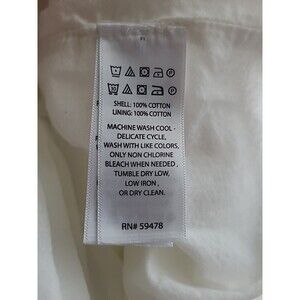 SHELL: 100% COTTON
LINING: 100% COTTON
MACHINE WASH COOL -
DELICATE CYCLE,
WASH WITH LIKE COLORS,
ONLY NON CHLORINE
BLEACH WHEN NEEDED ,
TUMBLE DRY LOW,
LOW IRON ,
OR DRY CLEAN.
RN# 59478